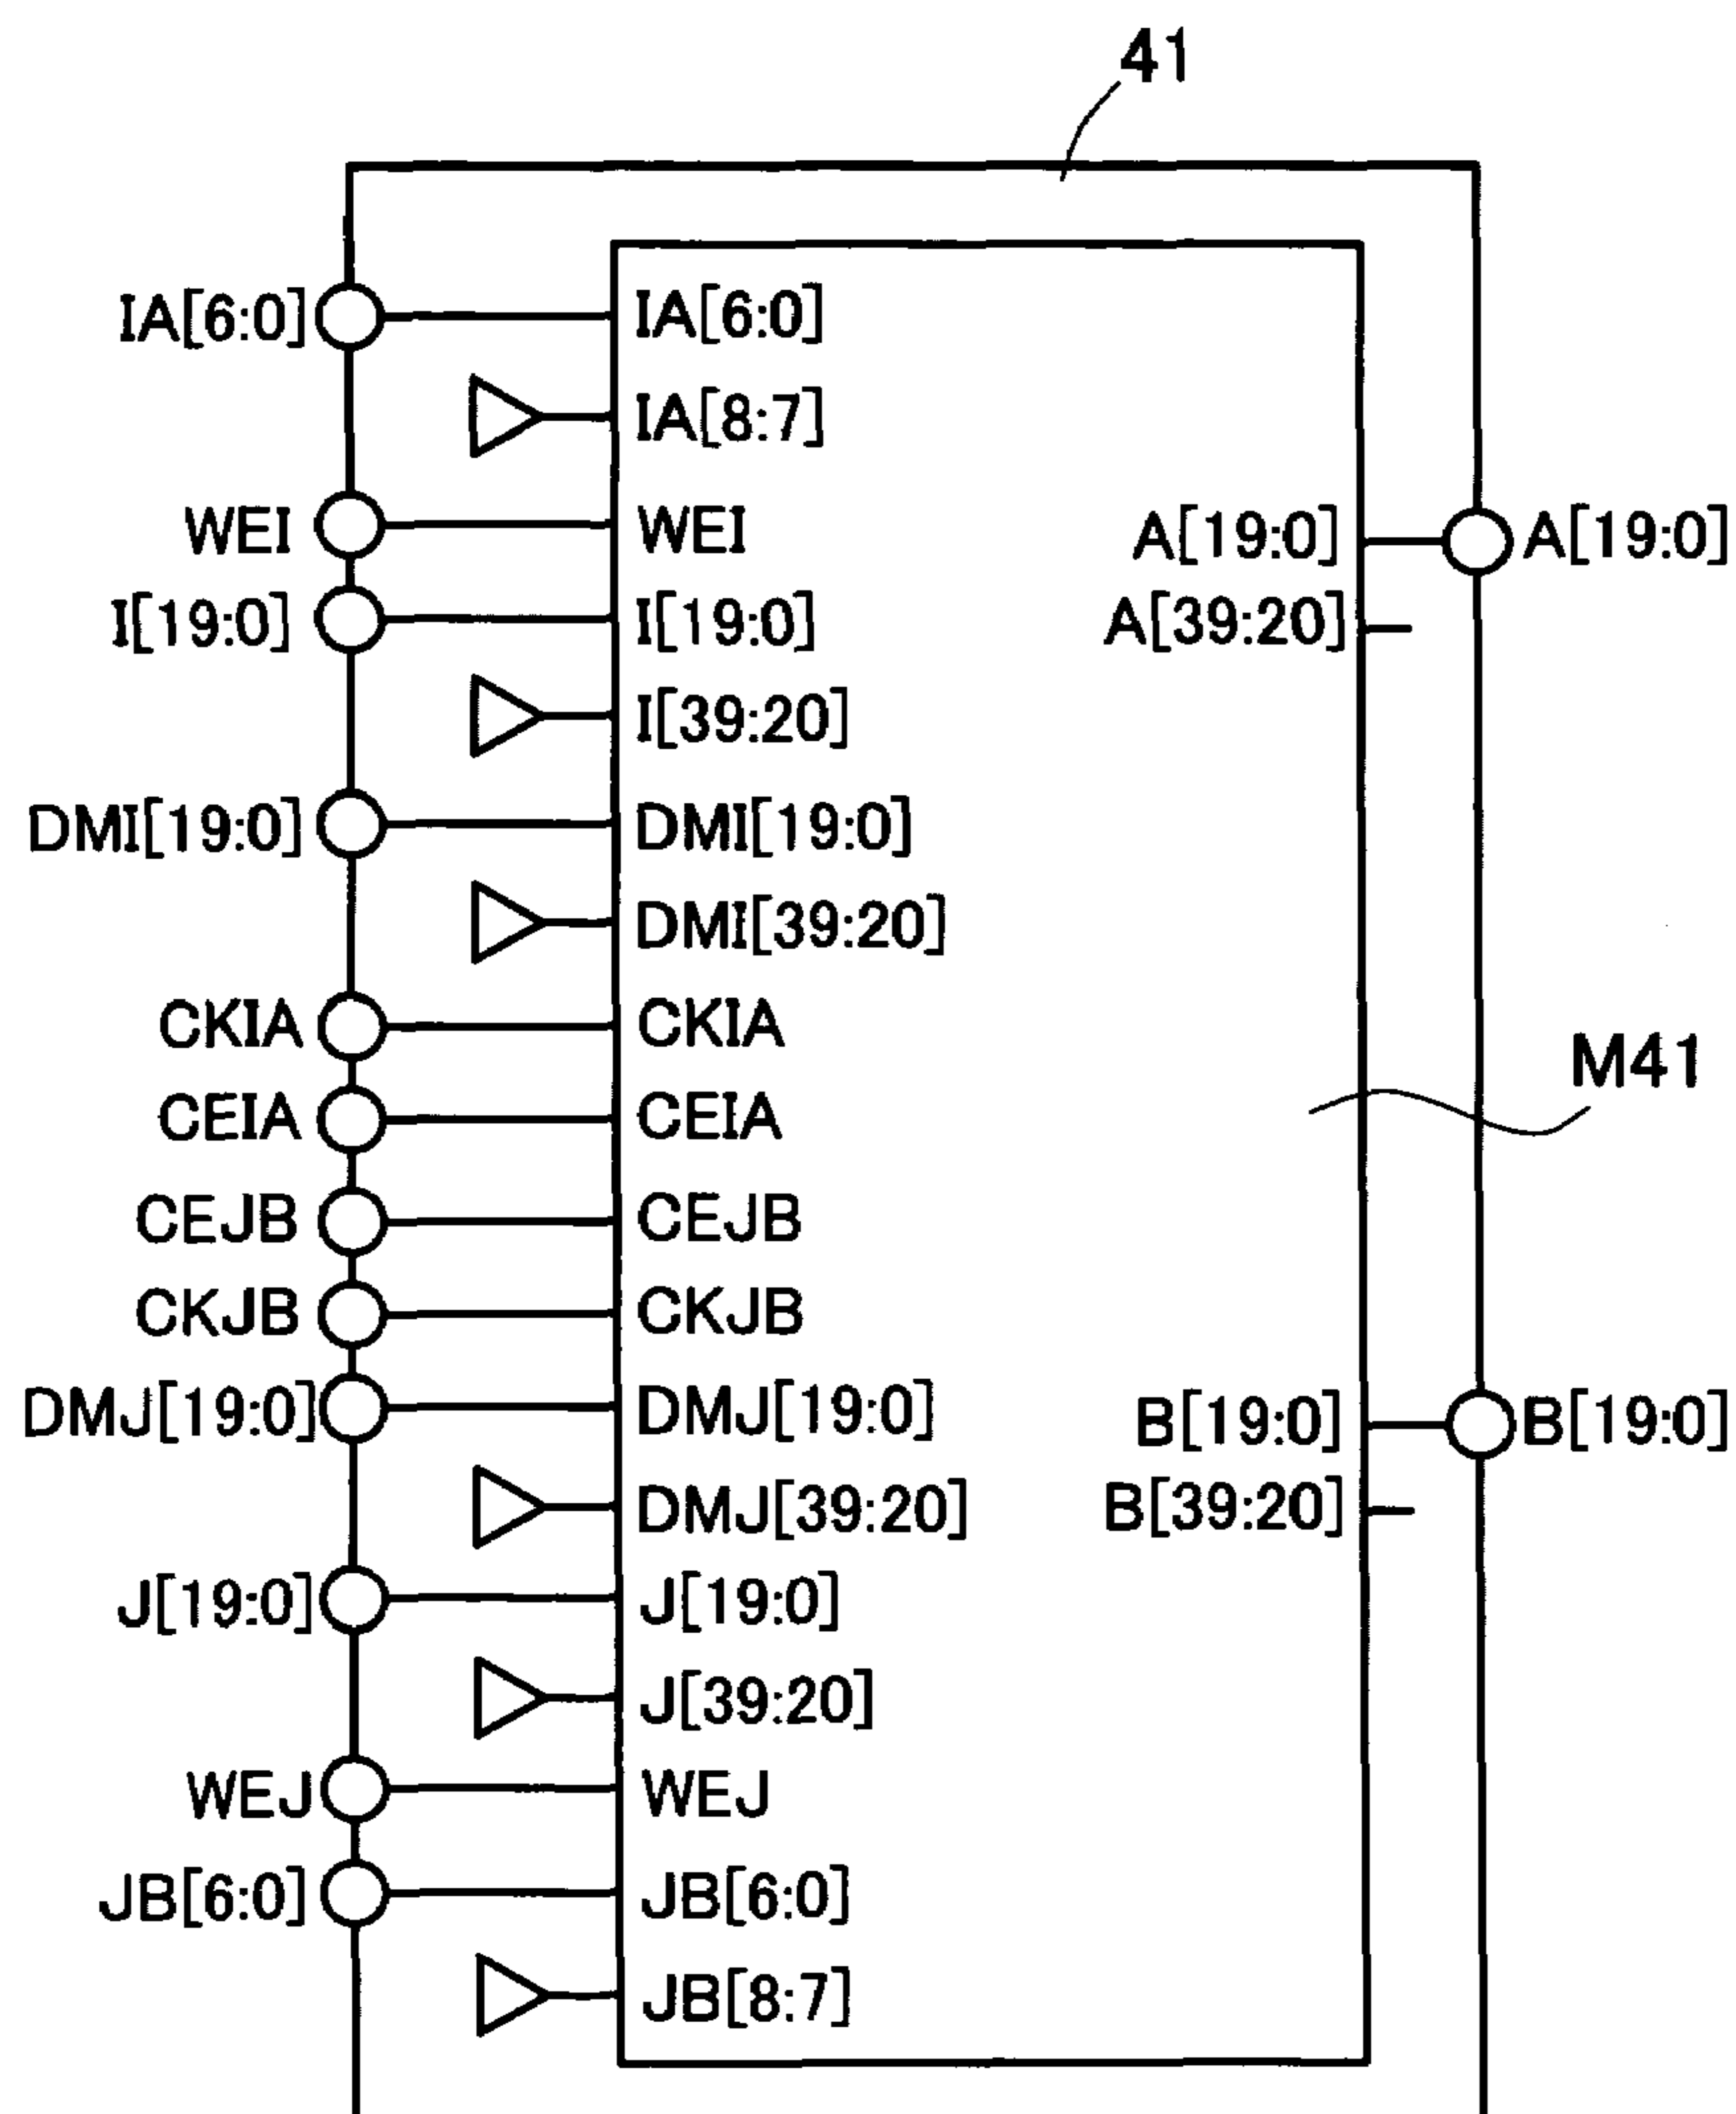 41
IA[6:0] IA[6:0]
IA[8:7]
WEI WEI A[19:0] A[19:0]
I[19:0] I[19:0] A[39:20]
I[39:20]
DMI[19:0] DMI[19:0]
DMI[39:20]
CKIA CKIA
M41
CEIA CEIA
CEJB CEJB
CKJB CKJB
DMJ[19:0] DMJ[19:0] B[19:0] B[19:0]
DMJ[39:20] B[39:20]
J[19:0] J[19:0]
J[39:20]
WEJ WEJ
JB[6:0] JB[6:0]
JB[8:7]